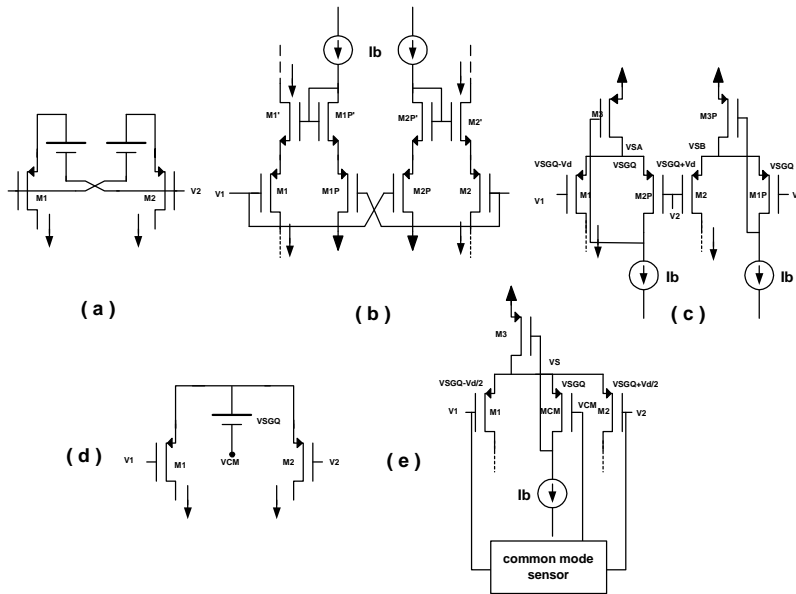 Ib
M1'
M1P'
M2P'
M2'
M1
M2
V2
V1
M1
M1P
M2P
M2
M3
M3P
VSA
VSB
VSGQ-Vd
VSGQ
VSGQ+Vd
VSGQ
M1
M2P
M2
M1P
V1
V2
V
Ib
Ib
( a )
( b )
( c )
M3
VS
VSGQ-Vd/2
VSGQ
VSGQ+Vd/2
V1
M1
MCM
VCM
M2
V2
VSGQ
( d )
V1
M1
VCM
M2
V2
( e )
Ib
common mode
sensor